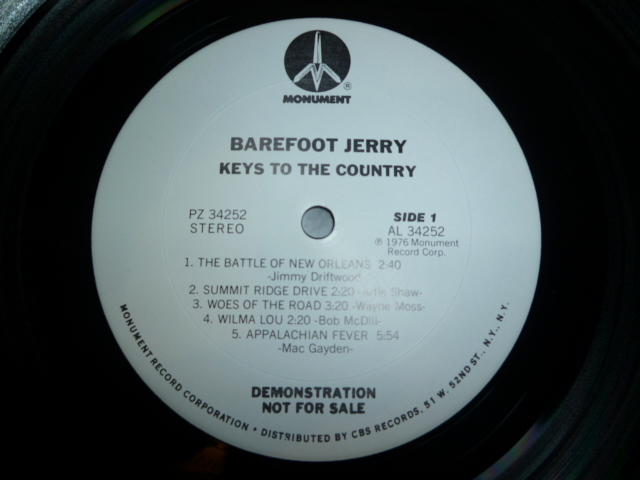 ®
MONUMENT
BAREFOOT JERRY
KEYS TO THE COUNTRY
PZ 34252
STEREO
SIDE 1
AL 34252
℗ 1976 Monument
Record Corp.
1. THE BATTLE OF NEW ORLEANS 2:40
-Jimmy Driftwood
2. SUMMIT RIDGE DRIVE 2:20 -Artie Shaw-
3. WOES OF THE ROAD 3:20 -Wayne Moss-
4. WILMA LOU 2:20 -Bob McDill-
5. APPALACHIAN FEVER 5:54
-Mac Gayden-
DEMONSTRATION
NOT FOR SALE
MONUMENT RECORD CORPORATION • DISTRIBUTED BY CBS RECORDS, 51 W. 52ND ST., N.Y., N.Y.